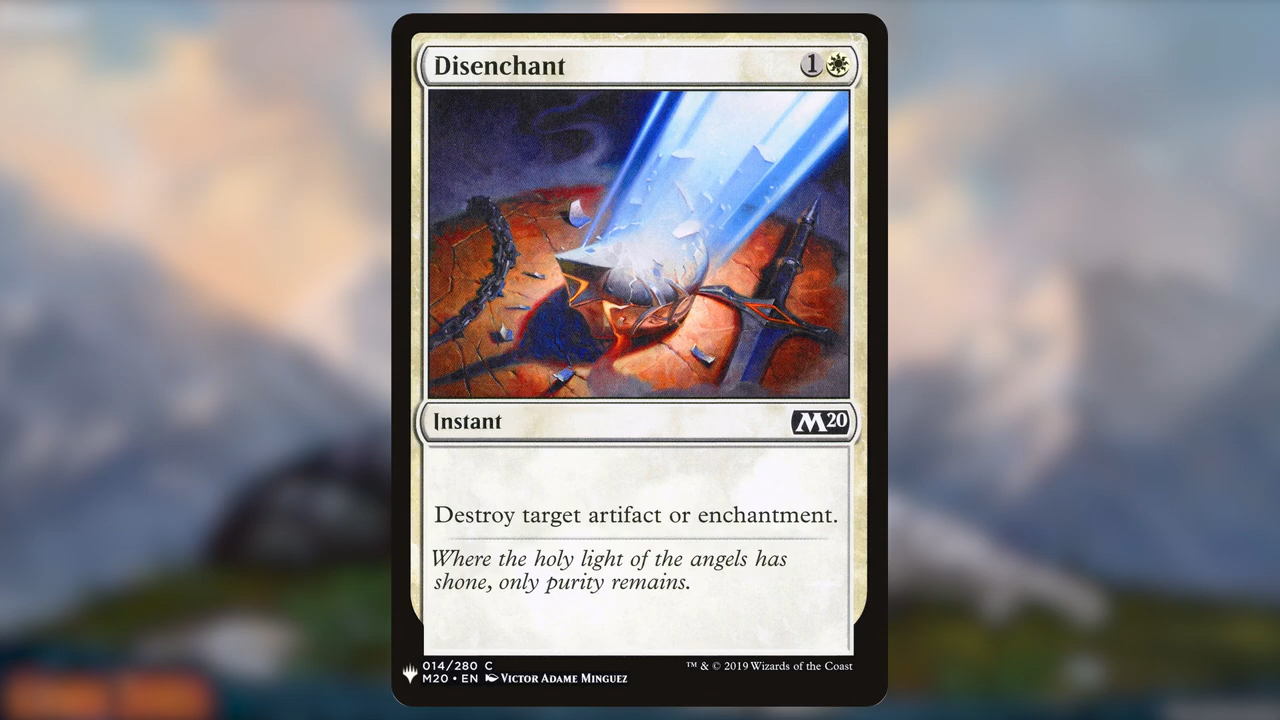 Disenchant 1
Instant M20
Destroy target artifact or enchantment.
Where the holy light of the angels has
shone, only purity remains.
014/280 C ™ & © 2019 Wizards of the Coast
M20 • EN Victor Adame Minguez